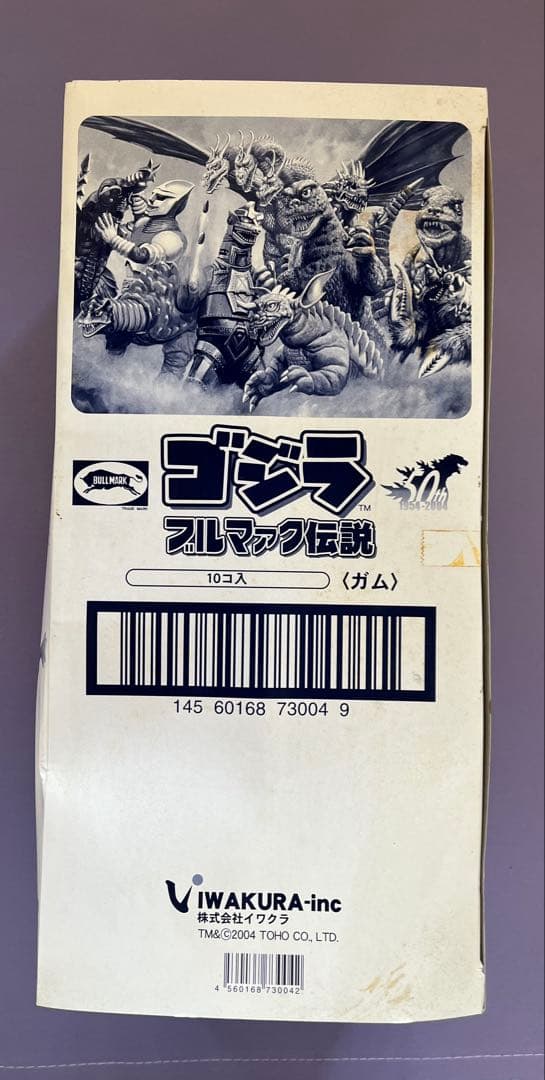 BULLMARK
TRADE MARK
ゴジラ
TM
50th
1954-2004
ブルマァク伝説
10コ入
〈ガム〉
145 60168 73004 9
IWAKURA-inc
株式会社イワクラ
TM&©2004 TOHO CO., LTD.
4 560168 730042